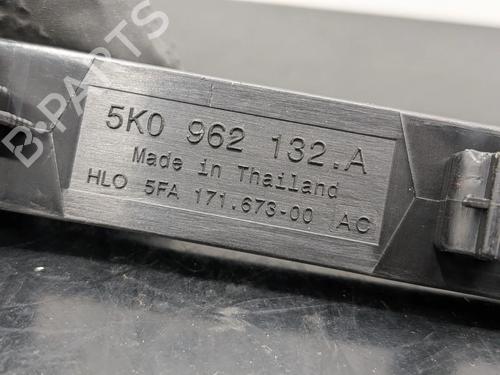 B-PARTS
5K0 962 132.A
Made in Thailand
HLO 5FA 171.673-00 AC